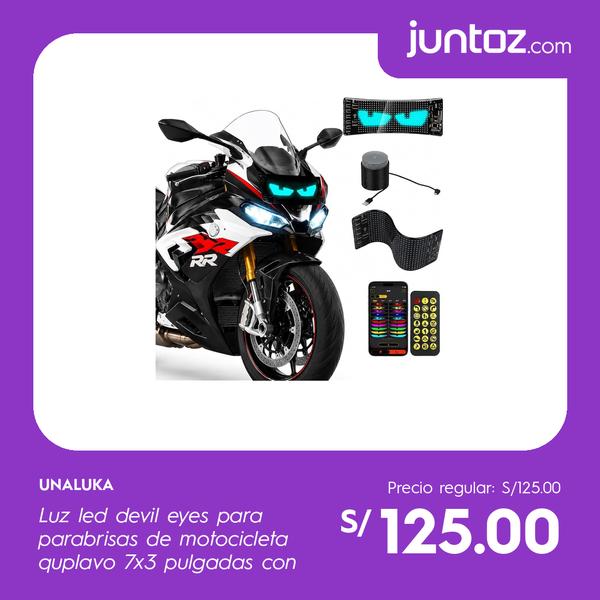 juntoz.com
RR
UNALUKA
Luz led devil eyes para
parabrisas de motocicleta
quplavo 7x3 pulgadas con
Precio regular: S/125.00
S/125.00